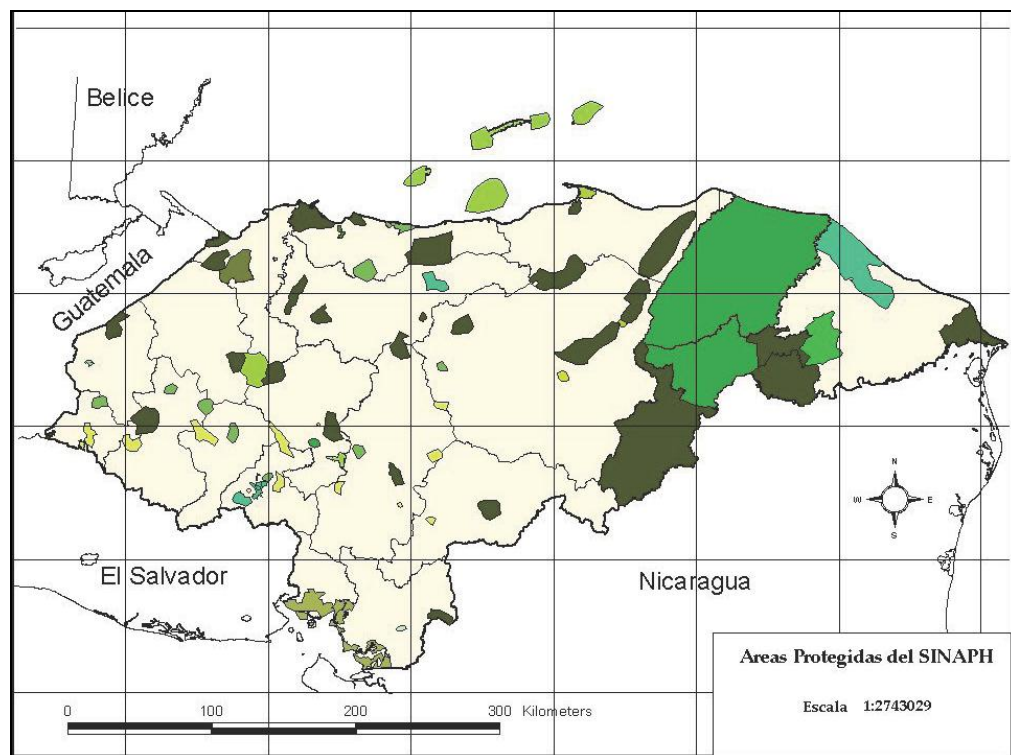 Belice
Guatemala
N
W E
S
El Salvador
Nicaragua
Areas Protegidas del SINAPH
Escala 1:2743029
0 100 200 300 Kilometers